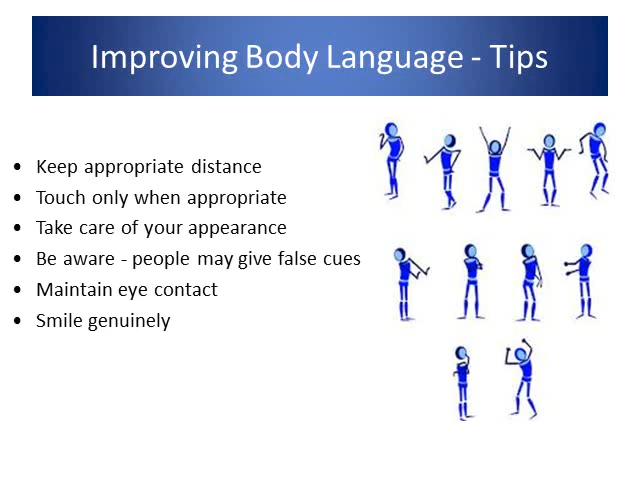 Improving Body Language - Tips
• Keep appropriate distance
• Touch only when appropriate
• Take care of your appearance
• Be aware - people may give false cues
• Maintain eye contact
• Smile genuinely